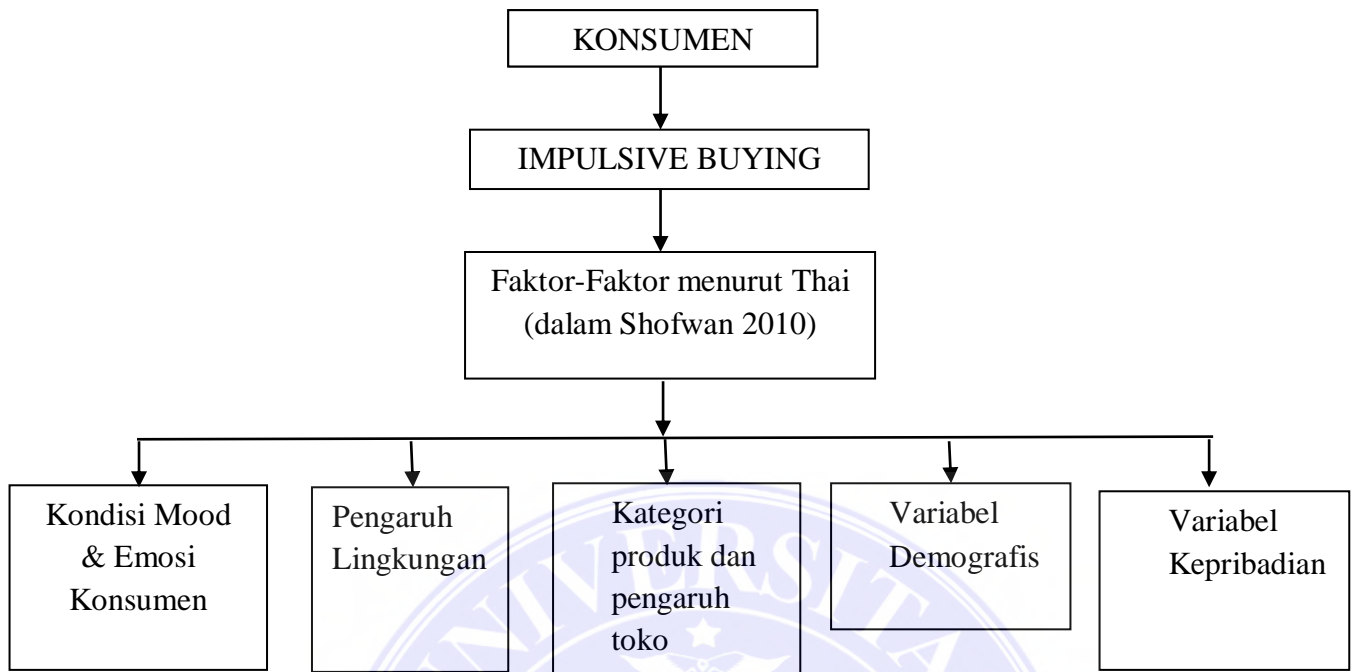 KONSUMEN
IMPULSIVE BUYING
Faktor-Faktor menurut Thai
(dalam Shofwan 2010)
Kondisi Mood
& Emosi
Konsumen
Pengaruh
Lingkungan
Kategori
produk dan
pengaruh
toko
Variabel
Demografis
Variabel
Kepribadian
UNIVERSITA